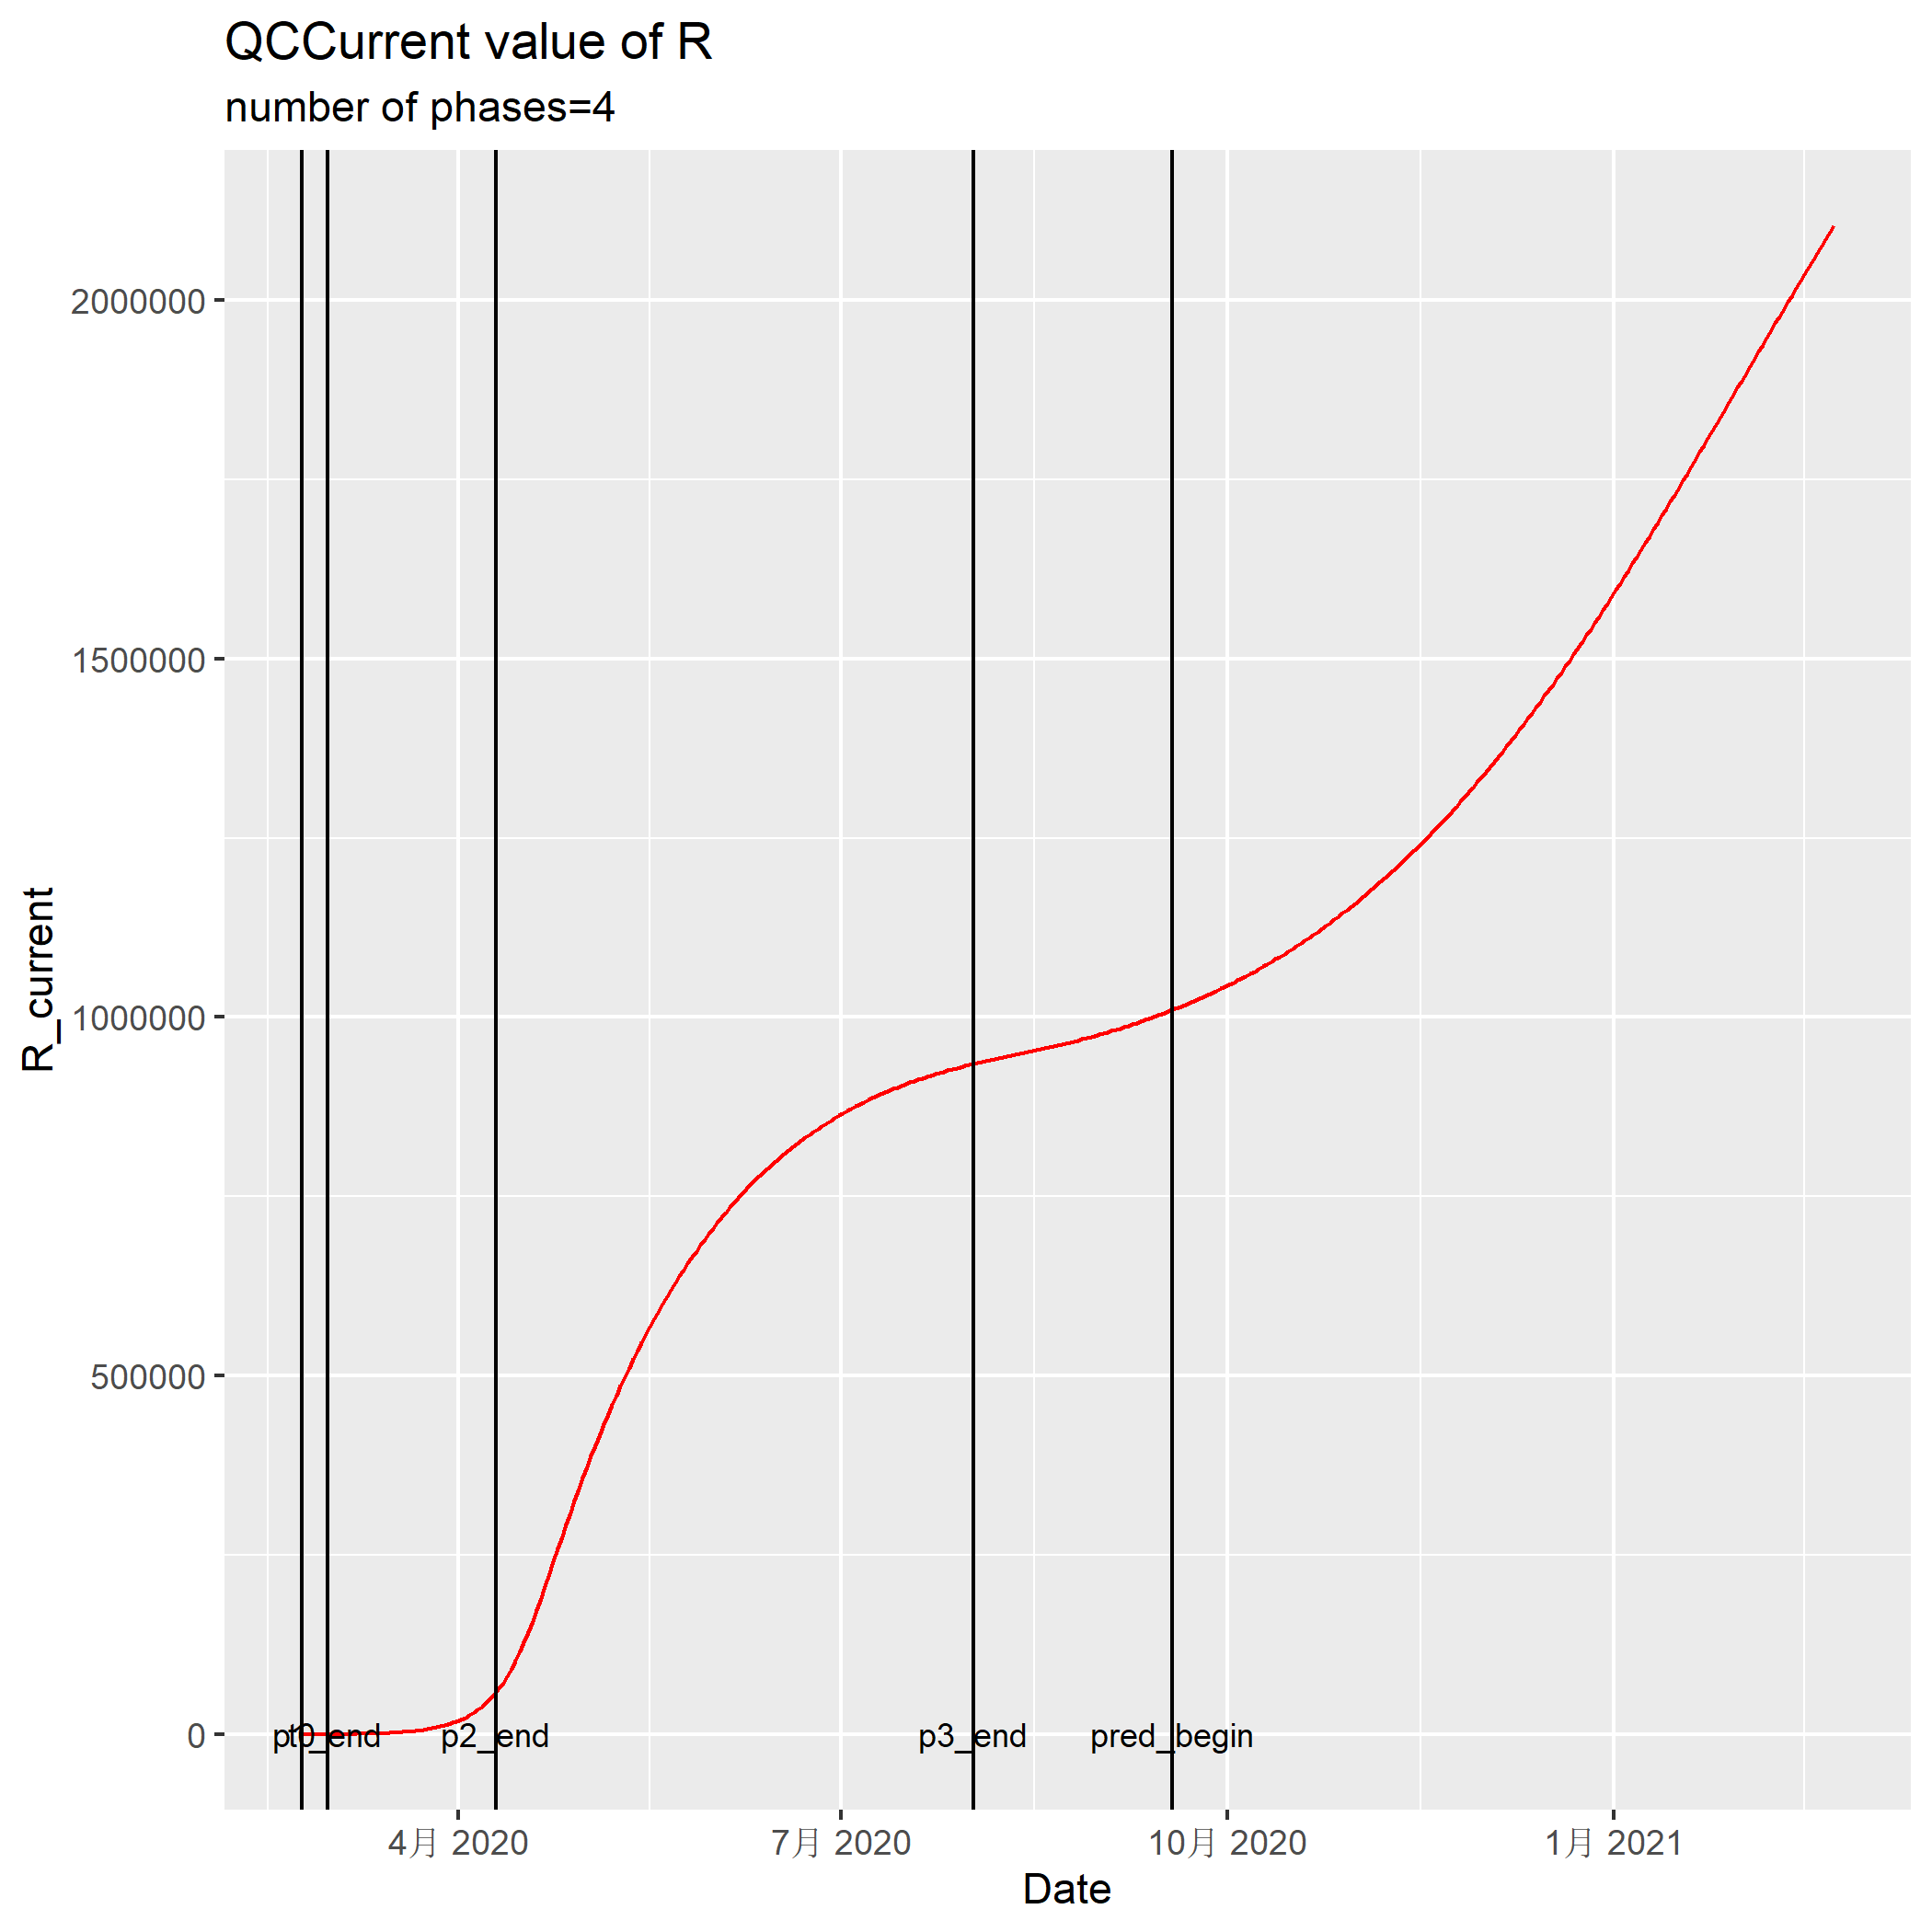 QCCurrent value of R
number of phases=4
2000000
1500000
1000000
500000
0
R_current
p2_end
p3_end
pred_begin
4月 2020
7月 2020
10月 2020
1月 2021
Date